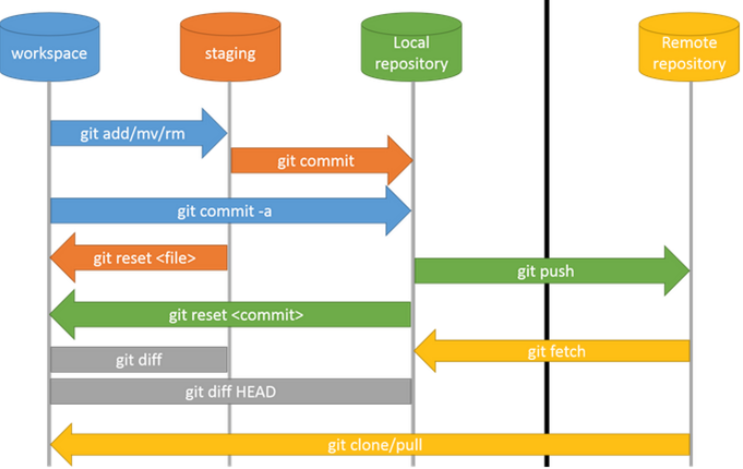 workspace
staging
Local
repository
Remote
repository
git add/mv/rm
git commit
git commit -a
git reset <file>
git push
git reset <commit>
git fetch
git diff
git diff HEAD
git clone/pull